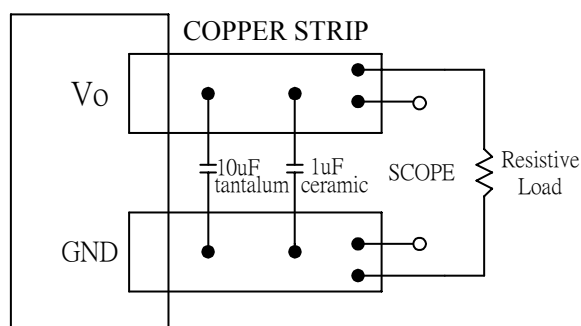 COPPER STRIP
Vo
10uF
tantalum
1uF
ceramic
SCOPE
Resistive
Load
GND